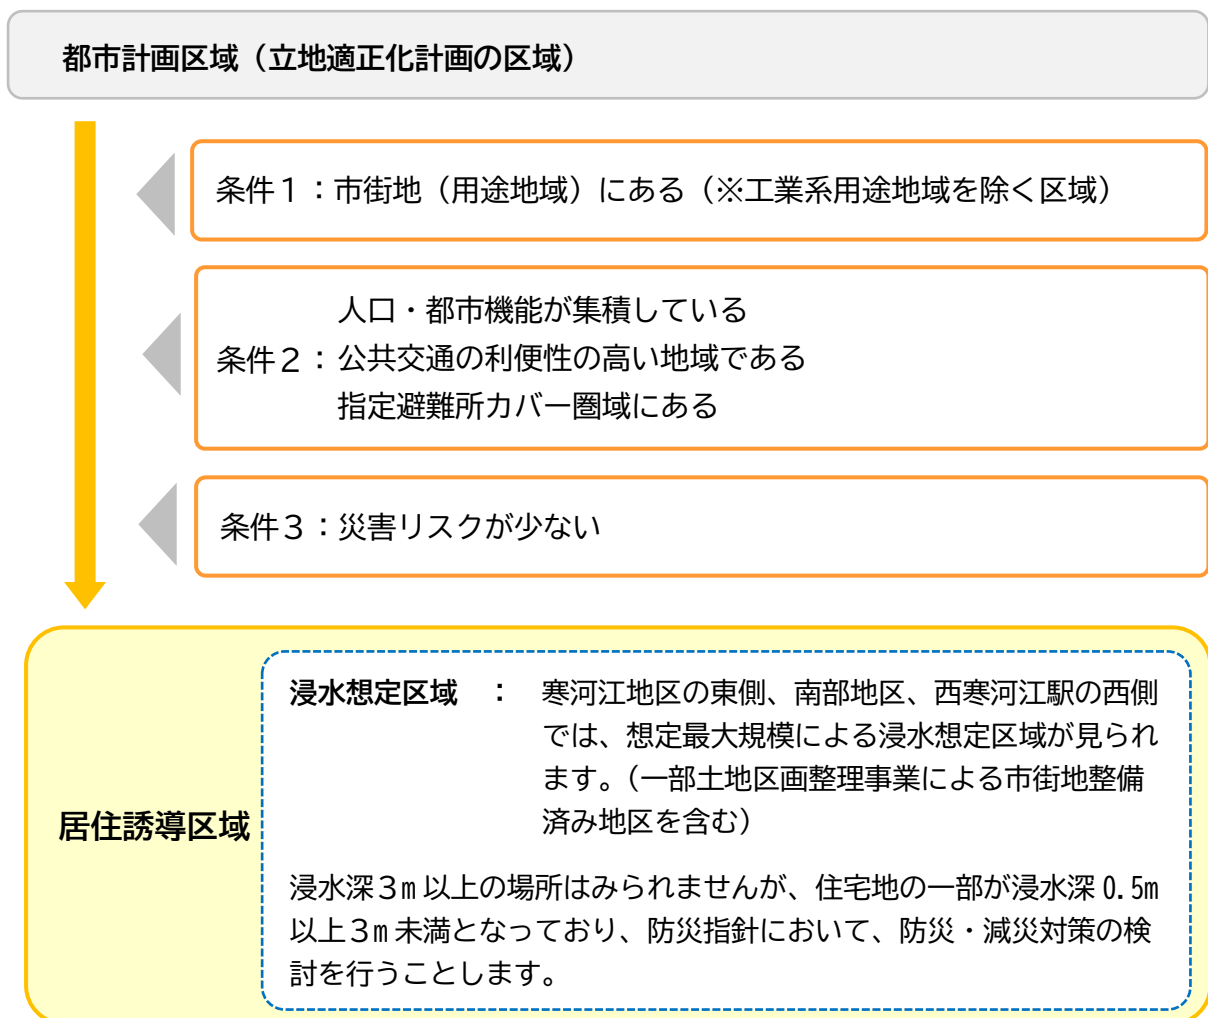 都市計画区域（立地適正化計画の区域）
条件１：市街地（用途地域）にある（※工業系用途地域を除く区域）
人口・都市機能が集積している
条件２：公共交通の利便性の高い地域である
指定避難所カバー圏域にある
条件３：災害リスクが少ない
浸水想定区域　：　寒河江地区の東側、南部地区、西寒河江駅の西側
では、想定最大規模による浸水想定区域が見られ
ます。（一部土地区画整理事業による市街地整備
済み地区を含む）
居住誘導区域
浸水深３m 以上の場所はみられませんが、住宅地の一部が浸水深 0.5m
以上３m 未満となっており、防災指針において、防災・減災対策の検
討を行うことします。